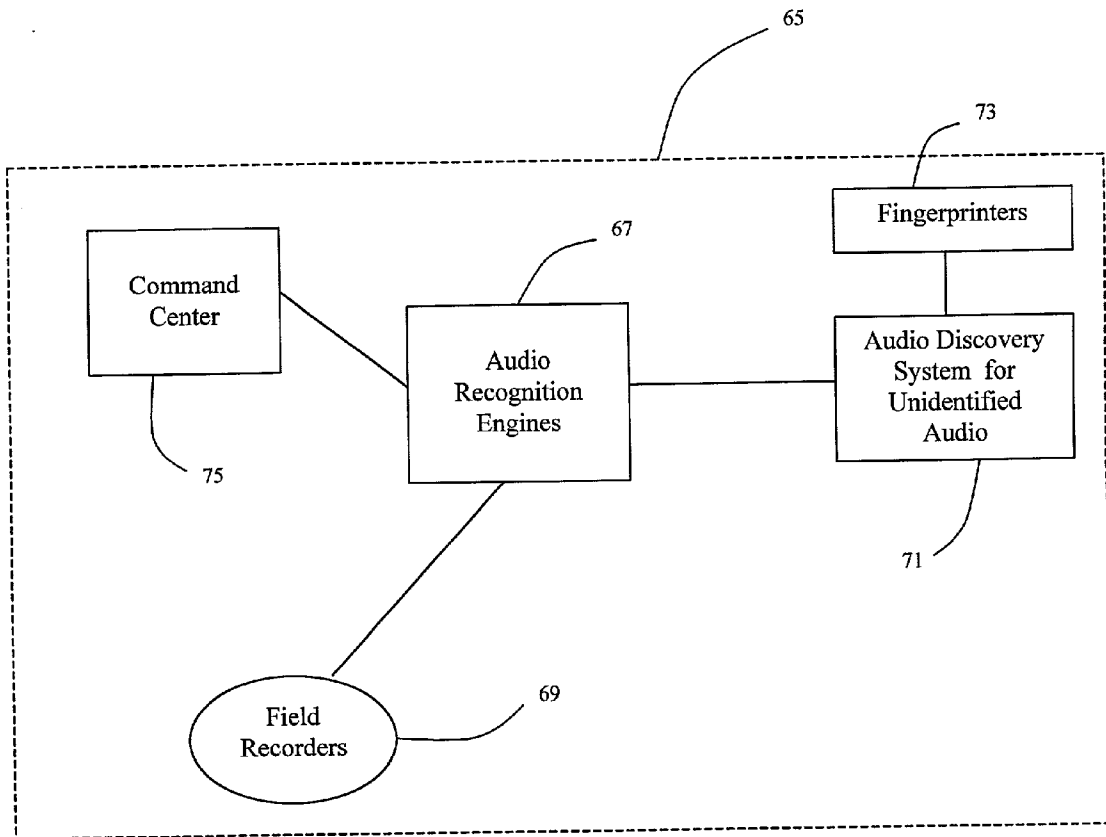 65
73
Fingerprinters
67
Command
Center
Audio
Recognition
Engines
Audio Discovery
System for
Unidentified
Audio
75
71
69
Field
Recorders